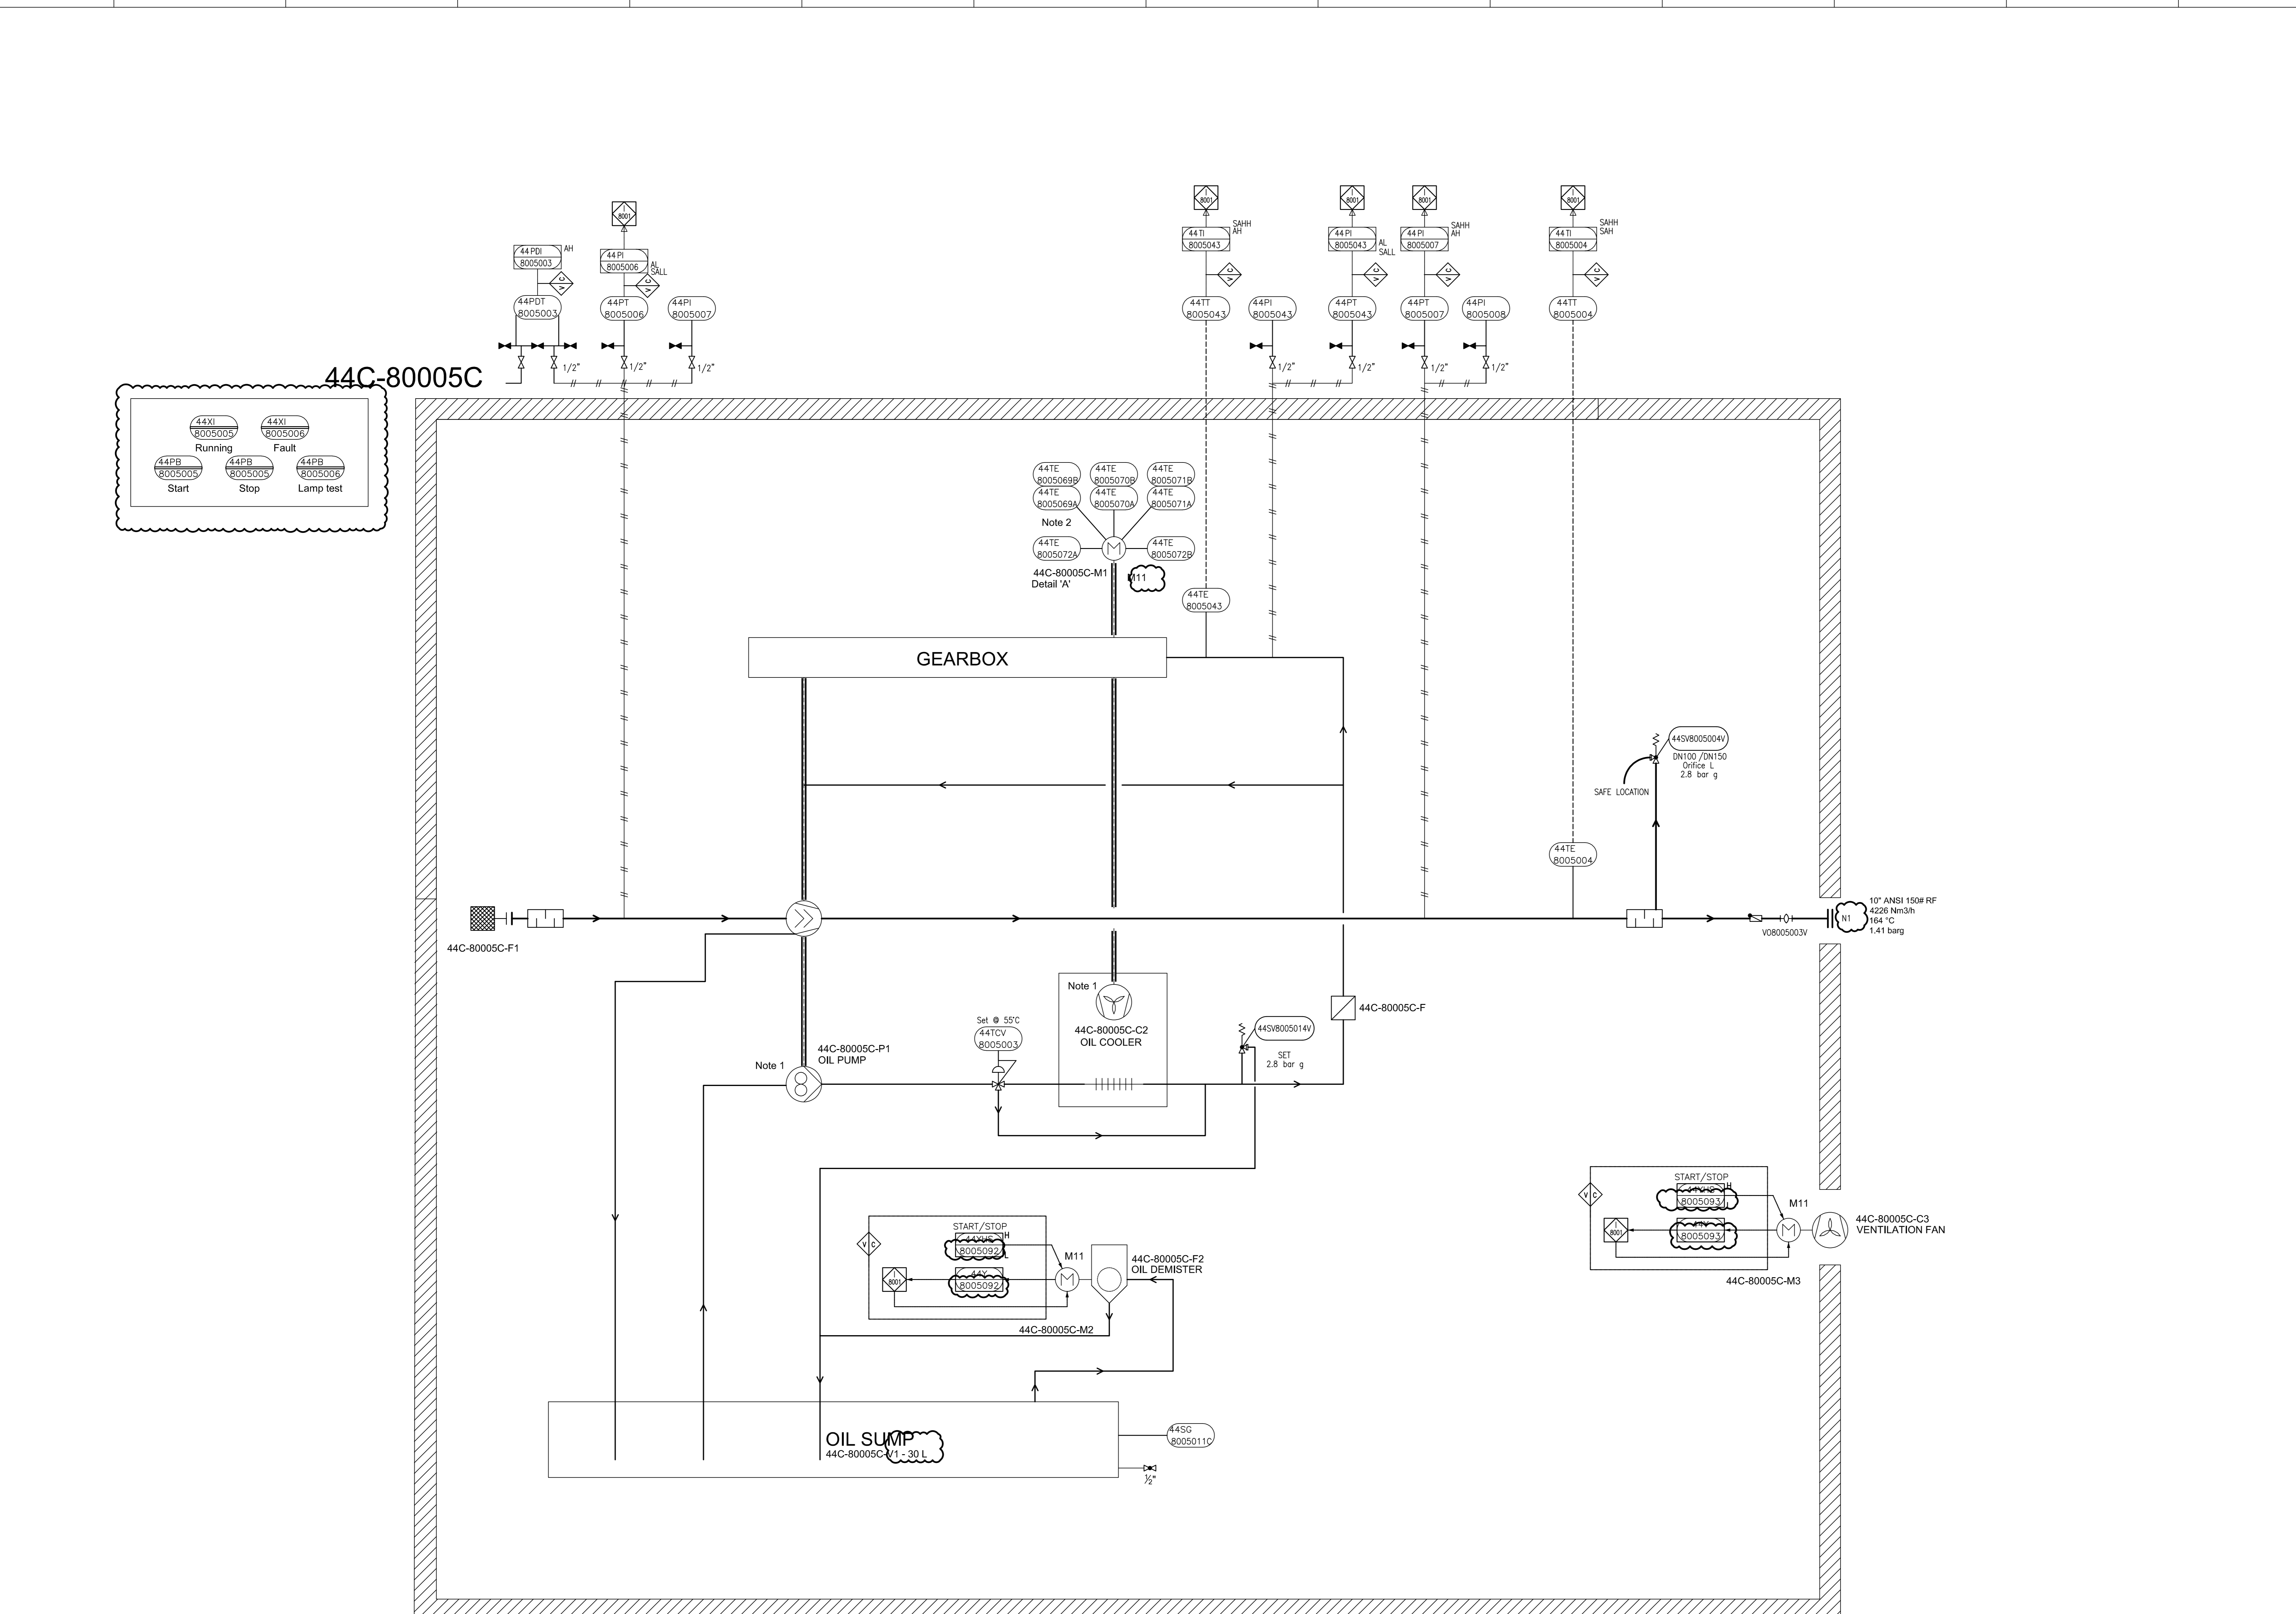 I
8001
I
8001
I
8001
I
8001
I
8001
44 PDI
8005003
AH
44 PI
8005006
AL
SALL
44 TI
8005043
SAHH
AH
44 PI
8005043
AL
SALL
44 PI
8005007
SAHH
AH
44 TI
8005004
SAHH
SAH
V C
V C
V C
V C
V C
V C
44PDT
8005003
44PT
8005006
44PI
8005007
44TT
8005043
44PI
8005043
44PT
8005043
44PT
8005007
44PI
8005008
44TT
8005004
1/2"
1/2"
1/2"
1/2"
1/2"
1/2"
1/2"
44C-80005C
44XI
8005005
Running
44XI
8005006
Fault
44PB
8005005
Start
44PB
8005005
Stop
44PB
8005006
Lamp test
44TE
8005069B
44TE
8005070B
44TE
8005071B
44TE
8005069A
44TE
8005070A
44TE
8005071A
Note 2
44TE
8005072A
M
44TE
8005072B
44C-80005C-M1
Detail 'A'
M11
44TE
8005043
GEARBOX
44SV8005004V
DN100 /DN150
Orifice L
2.8 bar g
SAFE LOCATION
44TE
8005004
44C-80005C-F1
VO8005003V
N1
10" ANSI 150# RF
4226 Nm3/h
164 °C
1,41 barg
Note 1
44C-80005C-C2
OIL COOLER
44C-80005C-F
Set @ 55°C
44TCV
8005003
44SV8005014V
SET
2.8 bar g
44C-80005C-P1
OIL PUMP
Note 1
START/STOP
44XHS
8005092
H
L
V C
I
8001
44Y
8005092
M11
M
44C-80005C-F2
OIL DEMISTER
44C-80005C-M2
START/STOP
44XHS
8005093
H
L
V C
I
8001
44Y
8005093
M11
M
44C-80005C-C3
VENTILATION FAN
44C-80005C-M3
OIL SUMP
44C-80005C-V1 - 30 L
44SG
8005011C
½"